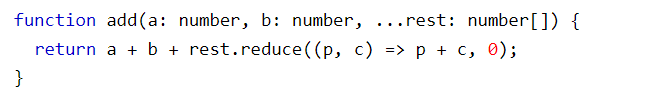 function add(a: number, b: number, ...rest: number[]) {
  return a + b + rest.reduce((p, c) => p + c, 0);
}